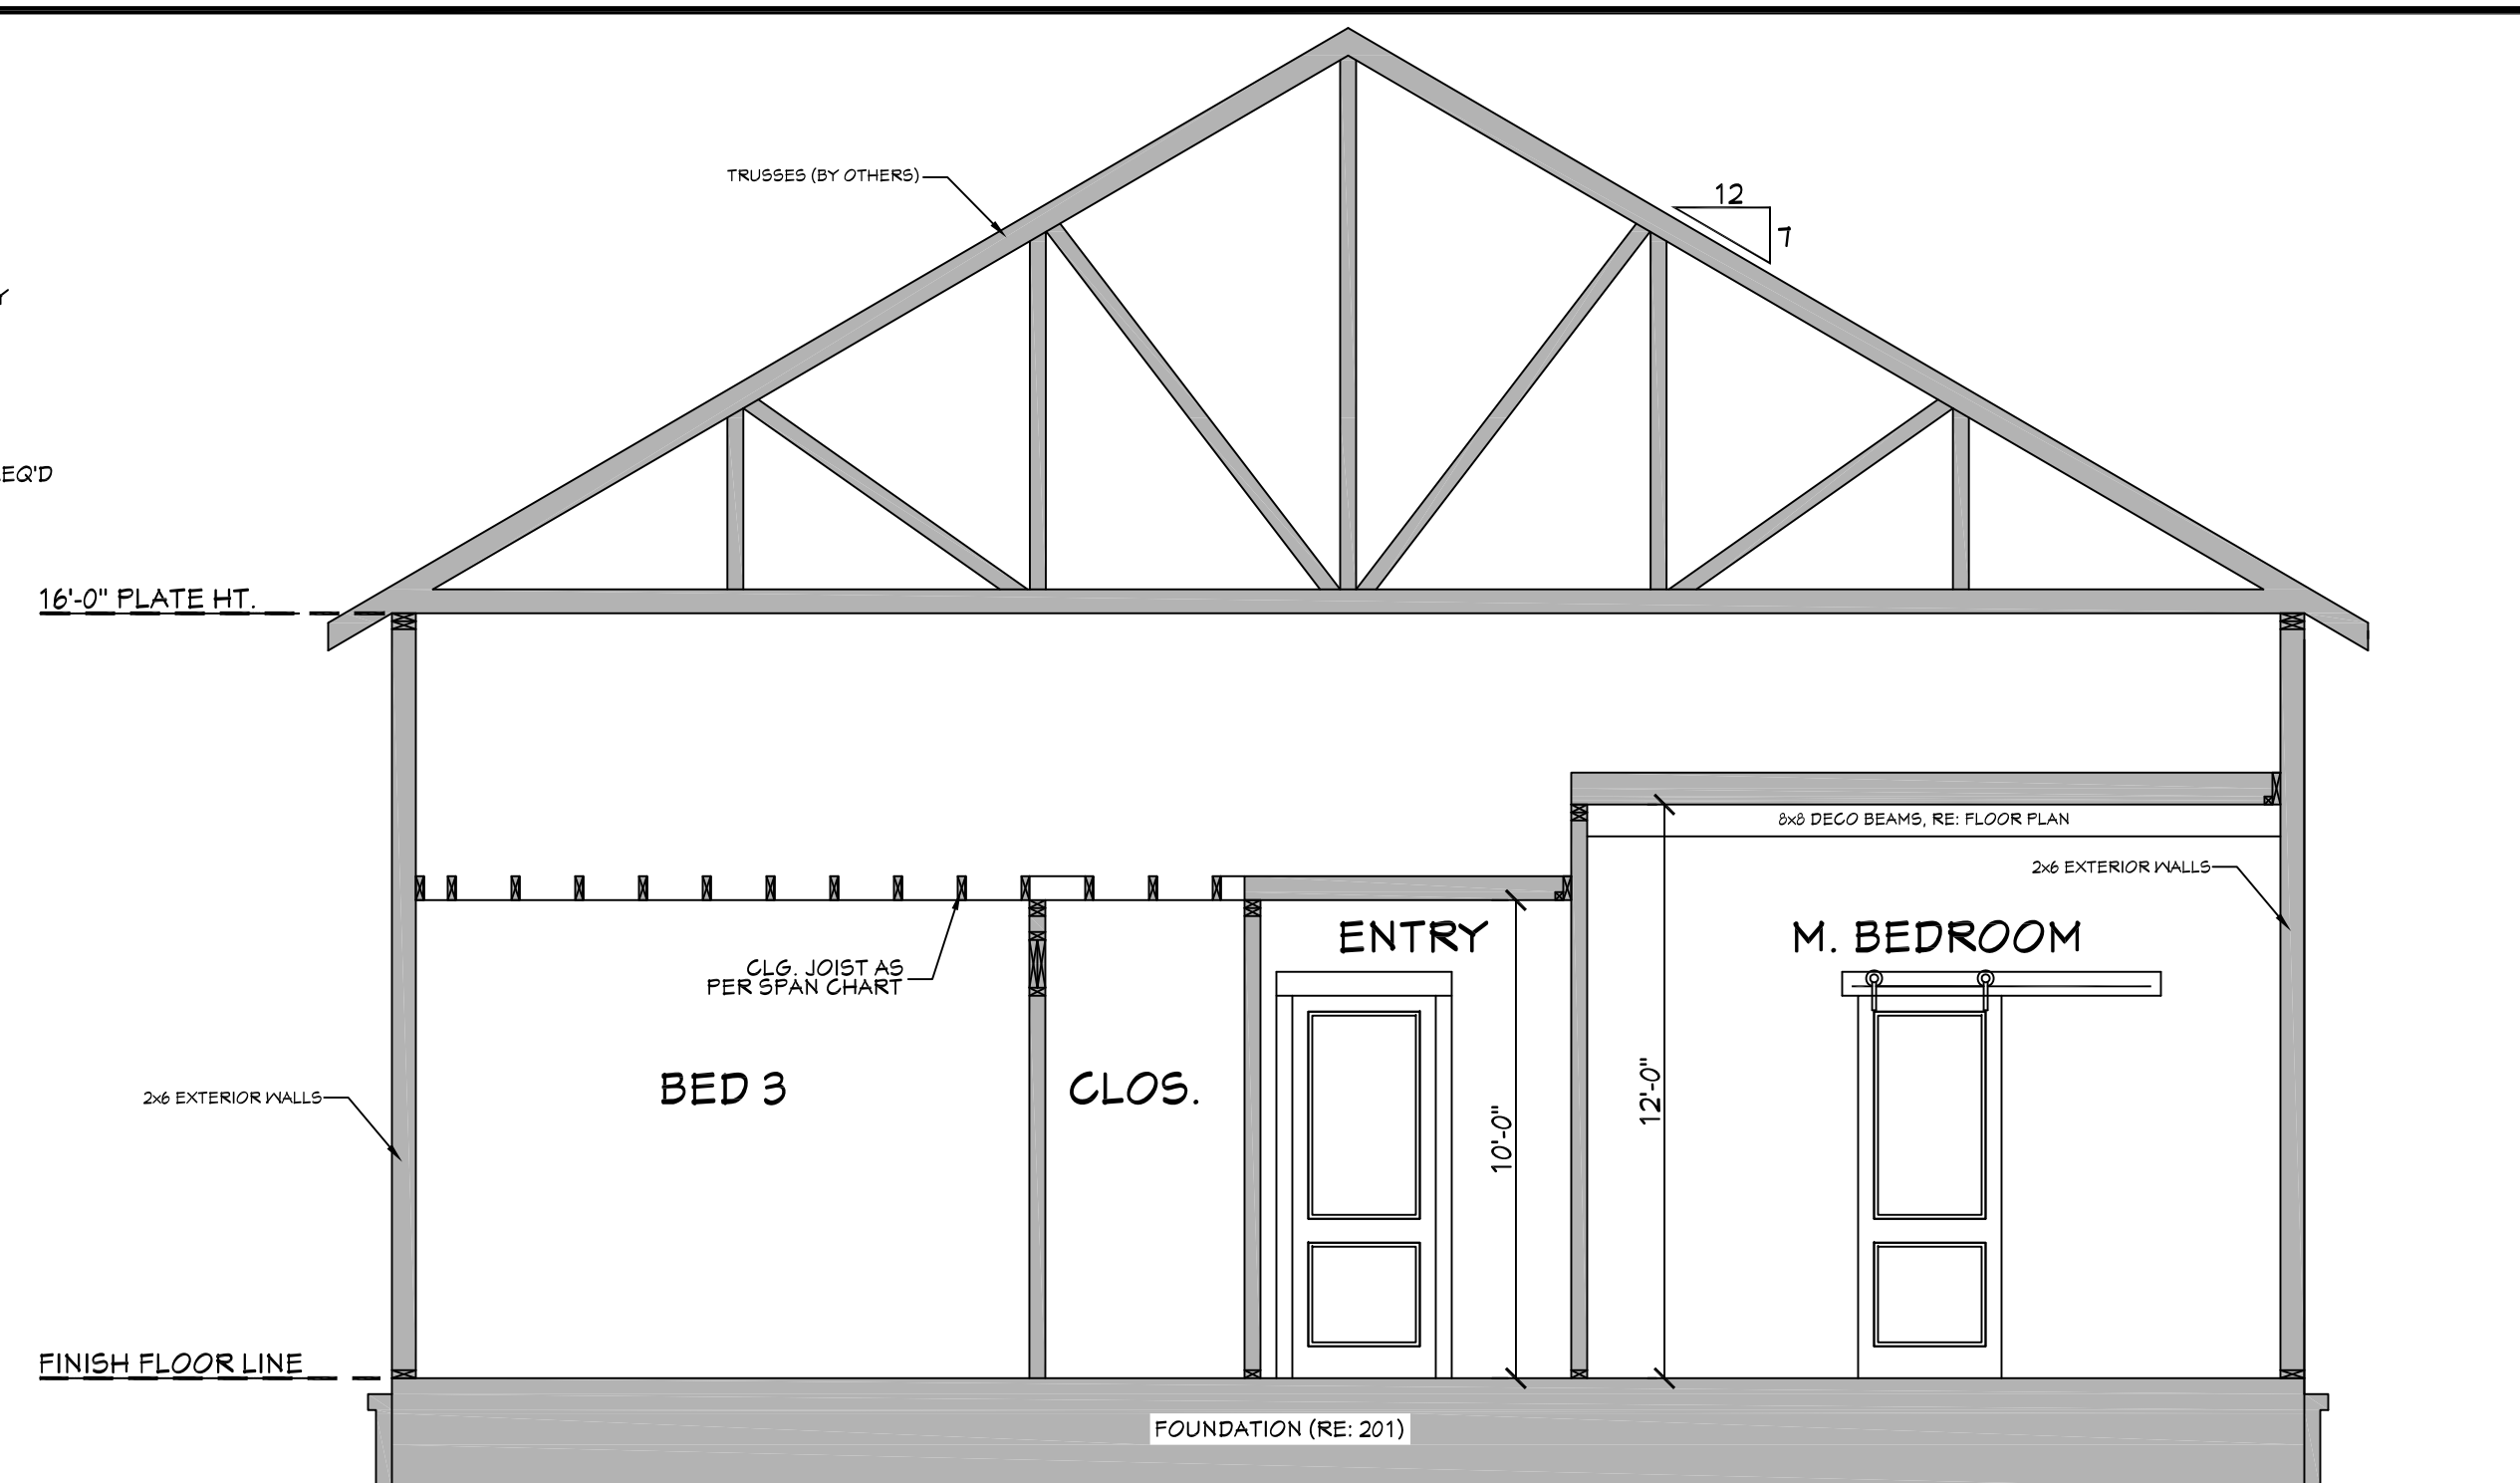 TRUSSES (BY OTHERS)
12
7
Y
EQ'D
16'-0" PLATE HT.
8x8 DECO BEAMS, RE: FLOOR PLAN
2x6 EXTERIOR WALLS
ENTRY
M. BEDROOM
CLG. JOIST AS
PER SPAN CHART
BED 3
CLOS.
2x6 EXTERIOR WALLS
10'-0"
12'-0"
FINISH FLOOR LINE
FOUNDATION (RE: 201)